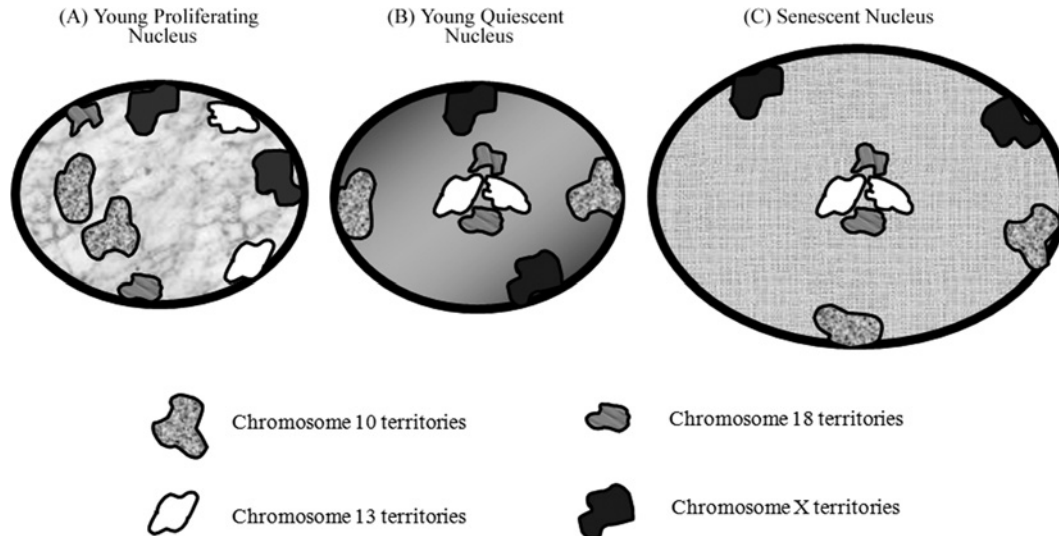 (A) Young Proliferating
Nucleus
(B) Young Quiescent
Nucleus
(C) Senescent Nucleus
Chromosome 10 territories
Chromosome 18 territories
Chromosome 13 territories
Chromosome X territories